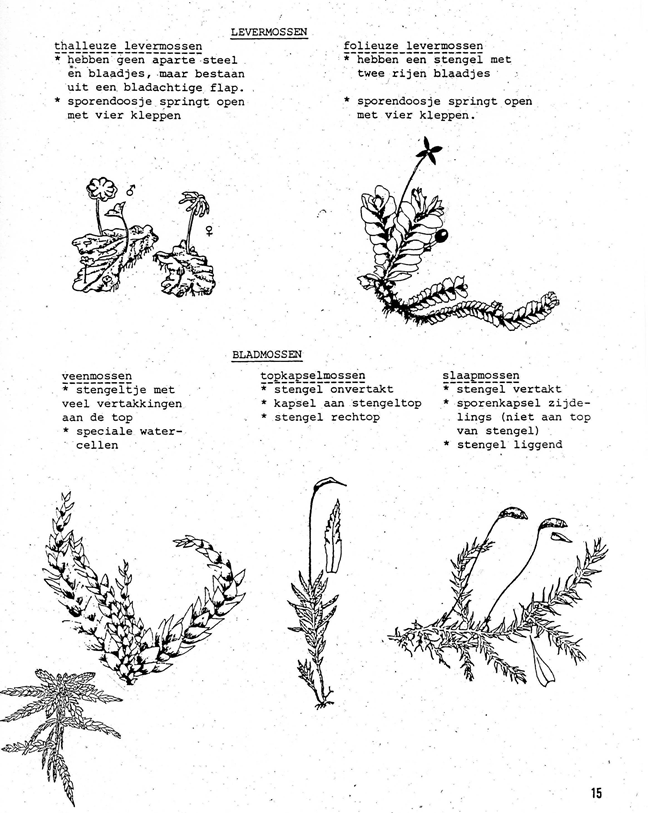 LEVERMOSSEN
thalleuze levermossen
* hebben geen aparte steel
en blaadjes, maar bestaan
uit een bladachtige flap.
* sporendoosje springt open
met vier kleppen
folieuze levermossen
* hebben een stengel met
twee rijen blaadjes
* sporendoosje springt open
met vier kleppen.
♂
♀
BLADMOSSEN
veenmossen
* stengeltje met
veel vertakkingen
aan de top
* speciale water-
cellen
topkapselmossen
* stengel onvertakt
* kapsel aan stengeltop
* stengel rechtop
slaapmossen
* stengel vertakt
* sporenkapsel zijde-
lings (niet aan top
van stengel)
* stengel liggend
15